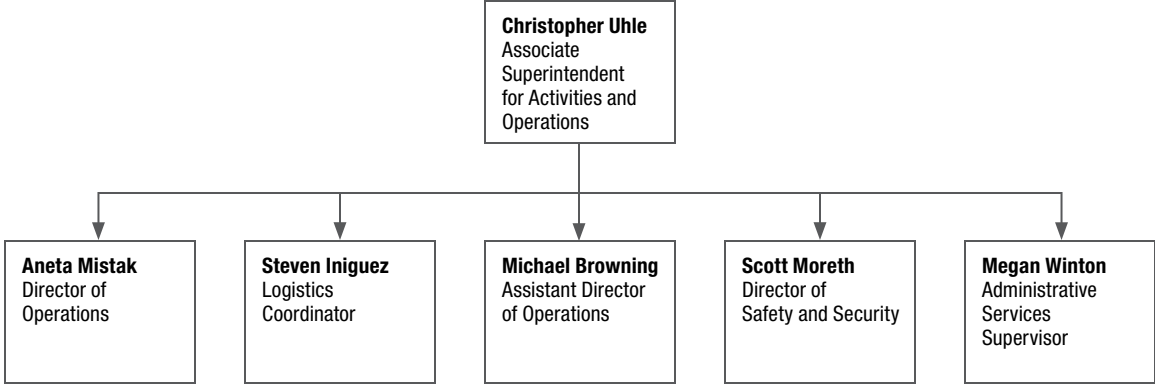 Christopher Uhle
Associate
Superintendent
for Activities and
Operations
Aneta Mistak
Director of
Operations
Steven Iniguez
Logistics
Coordinator
Michael Browning
Assistant Director
of Operations
Scott Moreth
Director of
Safety and Security
Megan Winton
Administrative
Services
Supervisor